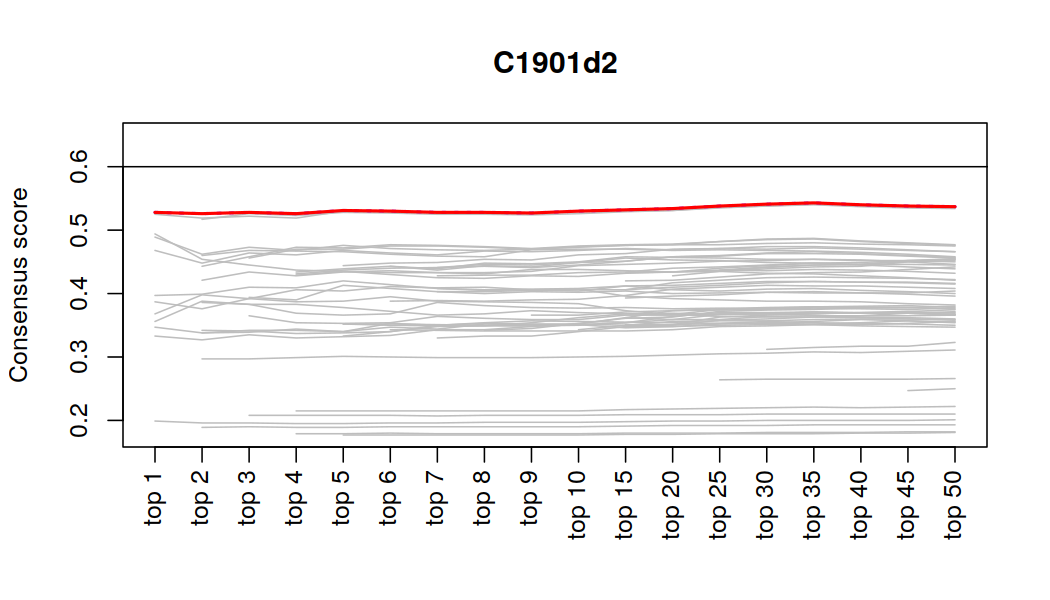 C1901d2
Consensus score
0.6
0.5
0.4
0.3
0.2
top 1
top 2
top 3
top 4
top 5
top 6
top 7
top 8
top 9
top 10
top 15
top 20
top 25
top 30
top 35
top 40
top 45
top 50